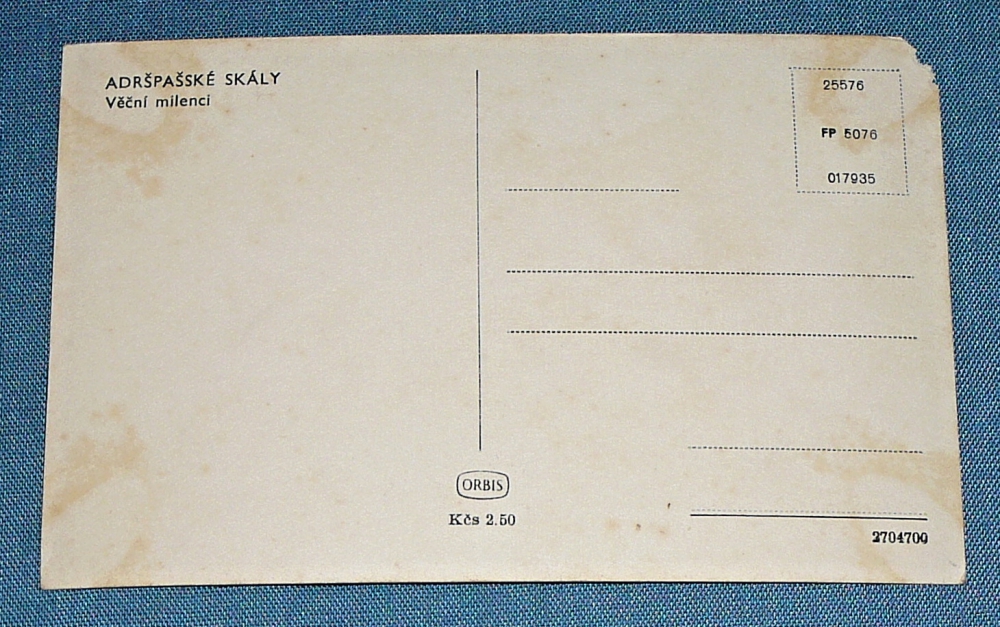 ADRŠPAŠSKÉ SKÁLY
Věční milenci
25576
FP 5076
017935
ORBIS
Kčs 2.50
2704700